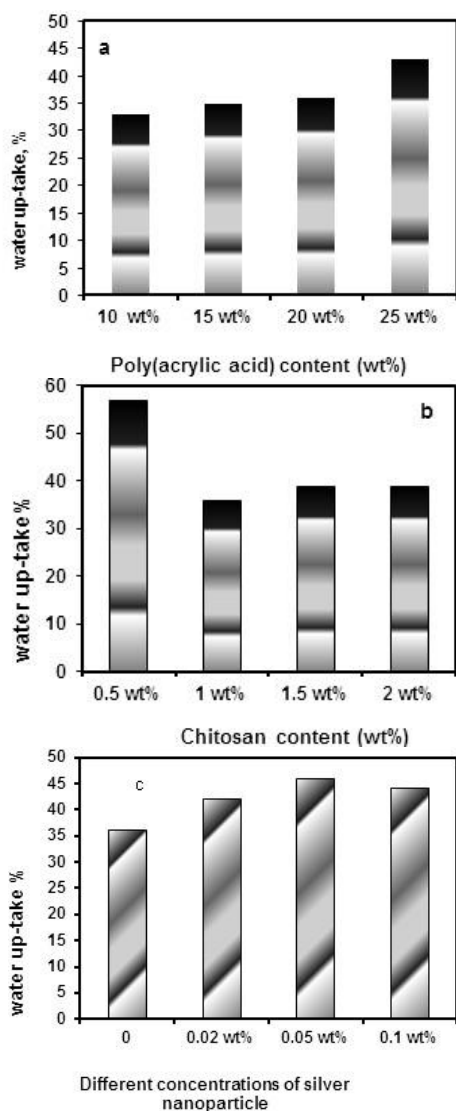 50
a
45
40
35
30
25
20
15
10
5
0
water up-take, %
10 wt% 15 wt% 20 wt% 25 wt%
Poly(acrylic acid) content (wt%)
60
b
50
40
30
20
10
0
water up-take %
0.5 wt% 1 wt% 1.5 wt% 2 wt%
Chitosan content (wt%)
50
c
45
40
35
30
25
20
15
10
5
0
water up-take %
0 0.02 wt% 0.05 wt% 0.1 wt%
Different concentrations of silver
nanoparticle